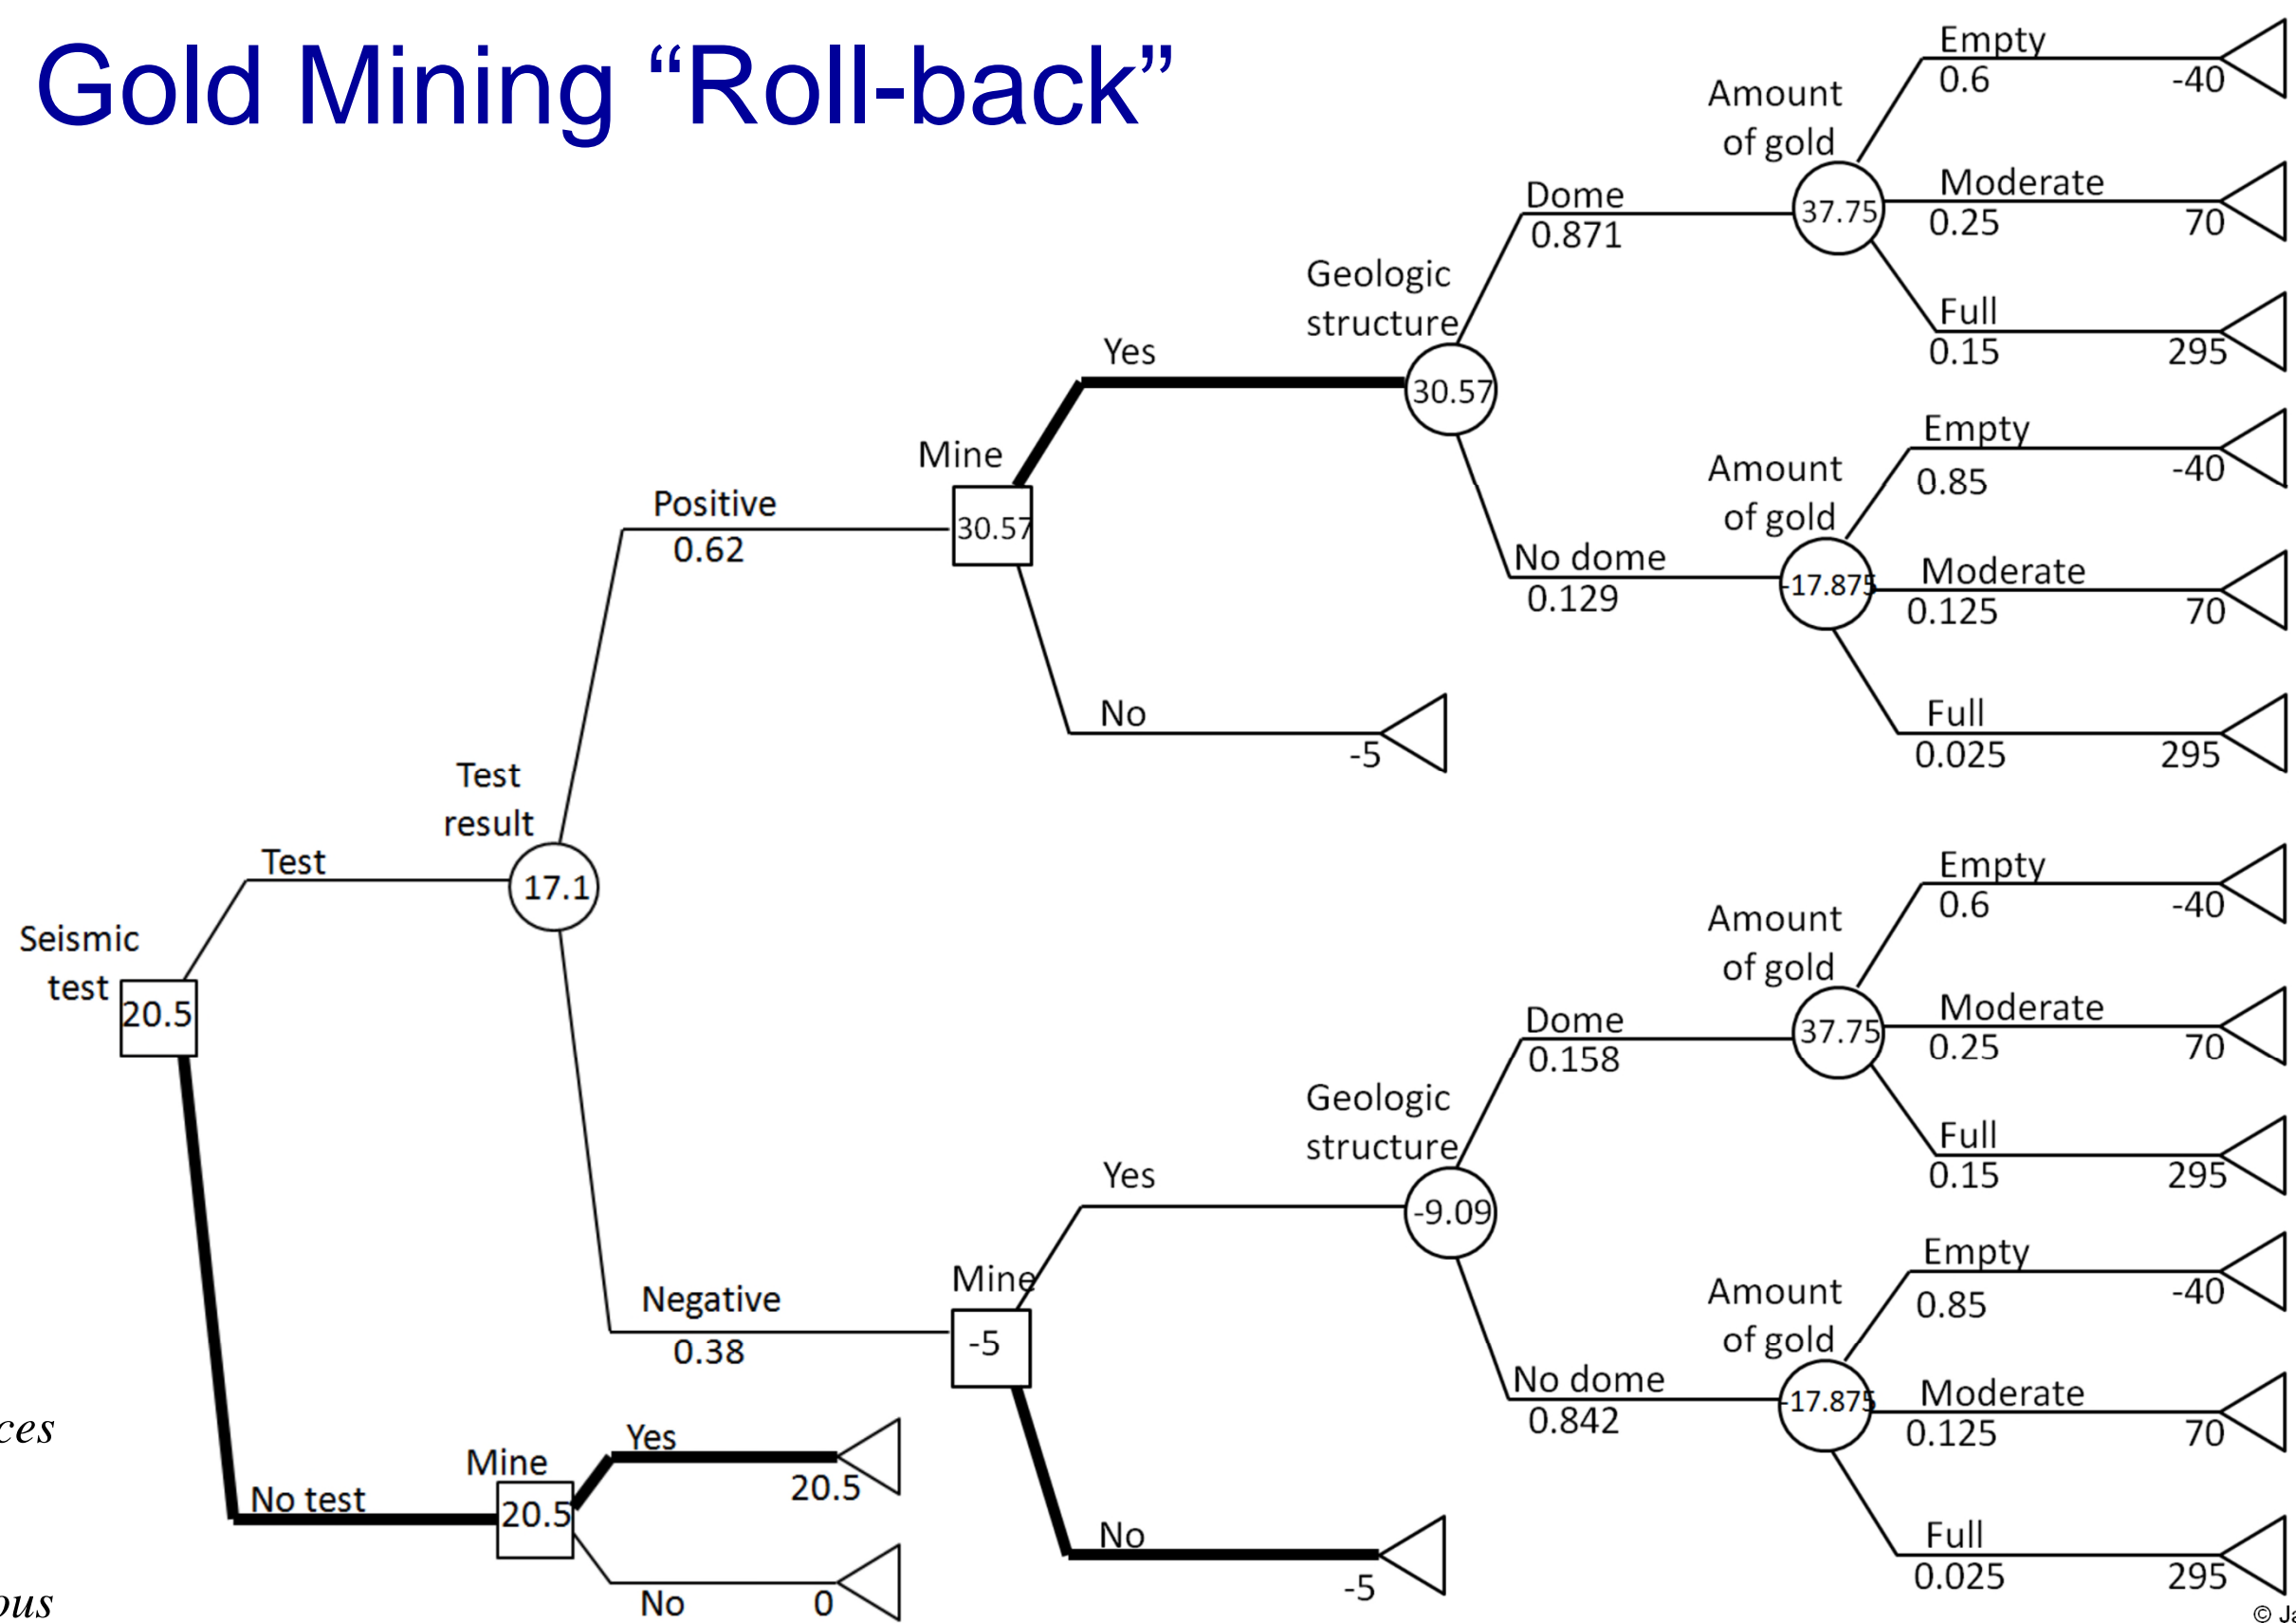 Gold Mining “Roll-back”
Empty
0.6
-40
Amount
of gold
37.75
Moderate
0.25
70
Full
0.15
295
Dome
0.871
Geologic
structure
30.57
Yes
Mine
30.57
Positive
0.62
No dome
0.129
Amount
of gold
-17.875
Empty
0.85
-40
Moderate
0.125
70
Full
0.025
295
No
-5
Test
result
17.1
Test
Seismic
test
20.5
Empty
0.6
-40
Amount
of gold
37.75
Moderate
0.25
70
Full
0.15
295
Dome
0.158
Geologic
structure
-9.09
Yes
Mine
-5
Negative
0.38
No dome
0.842
Amount
of gold
-17.875
Empty
0.85
-40
Moderate
0.125
70
Full
0.025
295
No
-5
No test
Mine
20.5
Yes
20.5
No
0
©